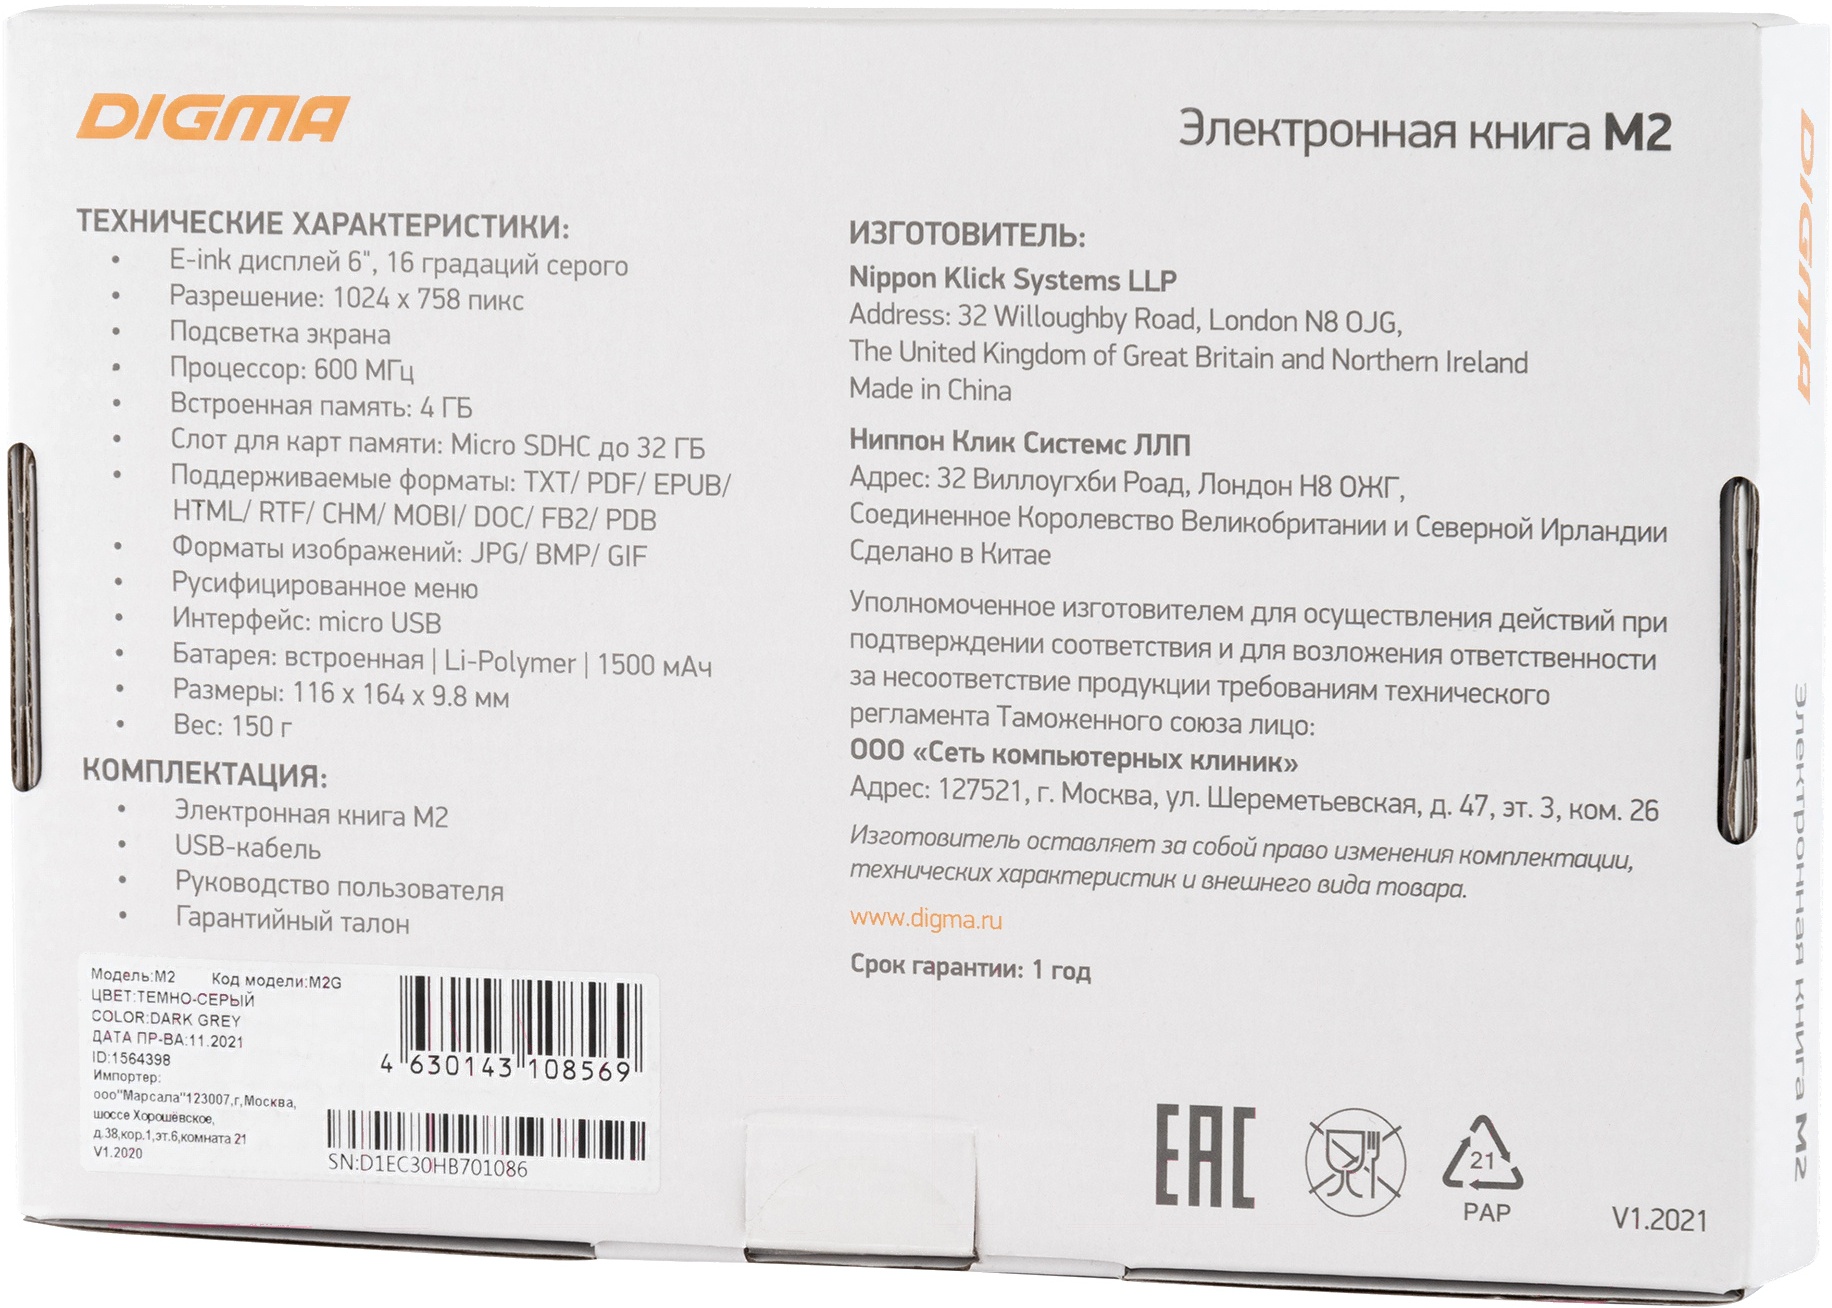 DIGMA
Электронная книга M2
ТЕХНИЧЕСКИЕ ХАРАКТЕРИСТИКИ:
• E-ink дисплей 6", 16 градаций серого
• Разрешение: 1024 x 758 пикс
• Подсветка экрана
• Процессор: 600 МГц
• Встроенная память: 4 ГБ
• Слот для карт памяти: Micro SDHC до 32 ГБ
• Поддерживаемые форматы: TXT/ PDF/ EPUB/
HTML/ RTF/ CHM/ MOBI/ DOC/ FB2/ PDB
• Форматы изображений: JPG/ BMP/ GIF
• Русифицированное меню
• Интерфейс: micro USB
• Батарея: встроенная | Li-Polymer | 1500 мАч
• Размеры: 116 x 164 x 9.8 мм
• Вес: 150 г
КОМПЛЕКТАЦИЯ:
• Электронная книга M2
• USB-кабель
• Руководство пользователя
• Гарантийный талон
Модель:M2 Код модели:M2G
ЦВЕТ:ТЕМНО-СЕРЫЙ
COLOR:DARK GREY
ДАТА ПР-ВА:11.2021
ID:1564398
Импортер:
ооо"Марсала"123007,г,Москва,
шоссе Хорошёвское,
д.38,кор.1,эт.6,комната 21
V1.2020
4 630143 108569
SN:D1EC30HB701086
ИЗГОТОВИТЕЛЬ:
Nippon Klick Systems LLP
Address: 32 Willoughby Road, London N8 OJG,
The United Kingdom of Great Britain and Northern Ireland
Made in China
Ниппон Клик Системс ЛЛП
Адрес: 32 Виллоугхби Роад, Лондон Н8 ОЖГ,
Соединенное Королевство Великобритании и Северной Ирландии
Сделано в Китае
Уполномоченное изготовителем для осуществления действий при
подтверждении соответствия и для возложения ответственности
за несоответствие продукции требованиям технического
регламента Таможенного союза лицо:
ООО «Сеть компьютерных клиник»
Адрес: 127521, г. Москва, ул. Шереметьевская, д. 47, эт. 3, ком. 26
Изготовитель оставляет за собой право изменения комплектации,
технических характеристик и внешнего вида товара.
www.digma.ru
Срок гарантии: 1 год
EAC
21
PAP
V1.2021
DIGMA
Электронная книга M2